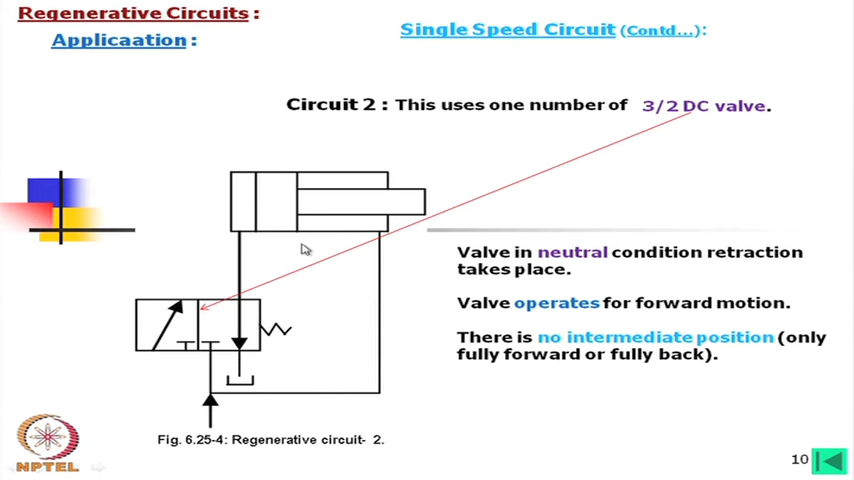 Regenerative Circuits :
Applicaation :
Single Speed Circuit (Contd...):
Circuit 2 : This uses one number of 3/2 DC valve.
Valve in neutral condition retraction
takes place.
Valve operates for forward motion.
There is no intermediate position (only
fully forward or fully back).
Fig. 6.25-4: Regenerative circuit- 2.
NPTEL
10